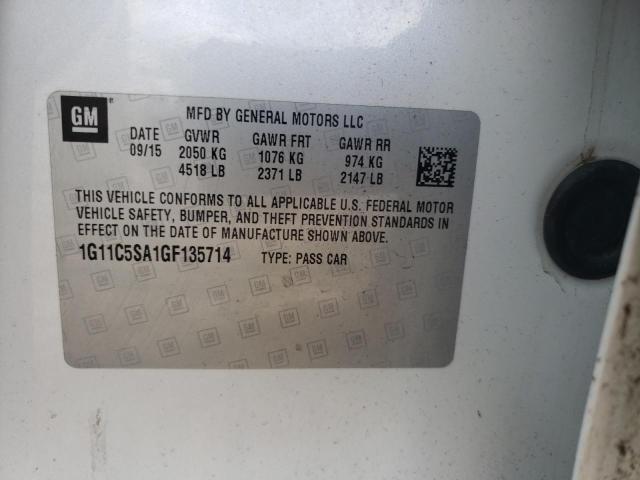 GM ®
MFD BY GENERAL MOTORS LLC
DATE GVWR GAWR FRT GAWR RR
09/15 2050 KG 1076 KG 974 KG
4518 LB 2371 LB 2147 LB
THIS VEHICLE CONFORMS TO ALL APPLICABLE U.S. FEDERAL MOTOR
VEHICLE SAFETY, BUMPER, AND THEFT PREVENTION STANDARDS IN
EFFECT ON THE DATE OF MANUFACTURE SHOWN ABOVE.
1G11C5SA1GF135714 TYPE: PASS CAR